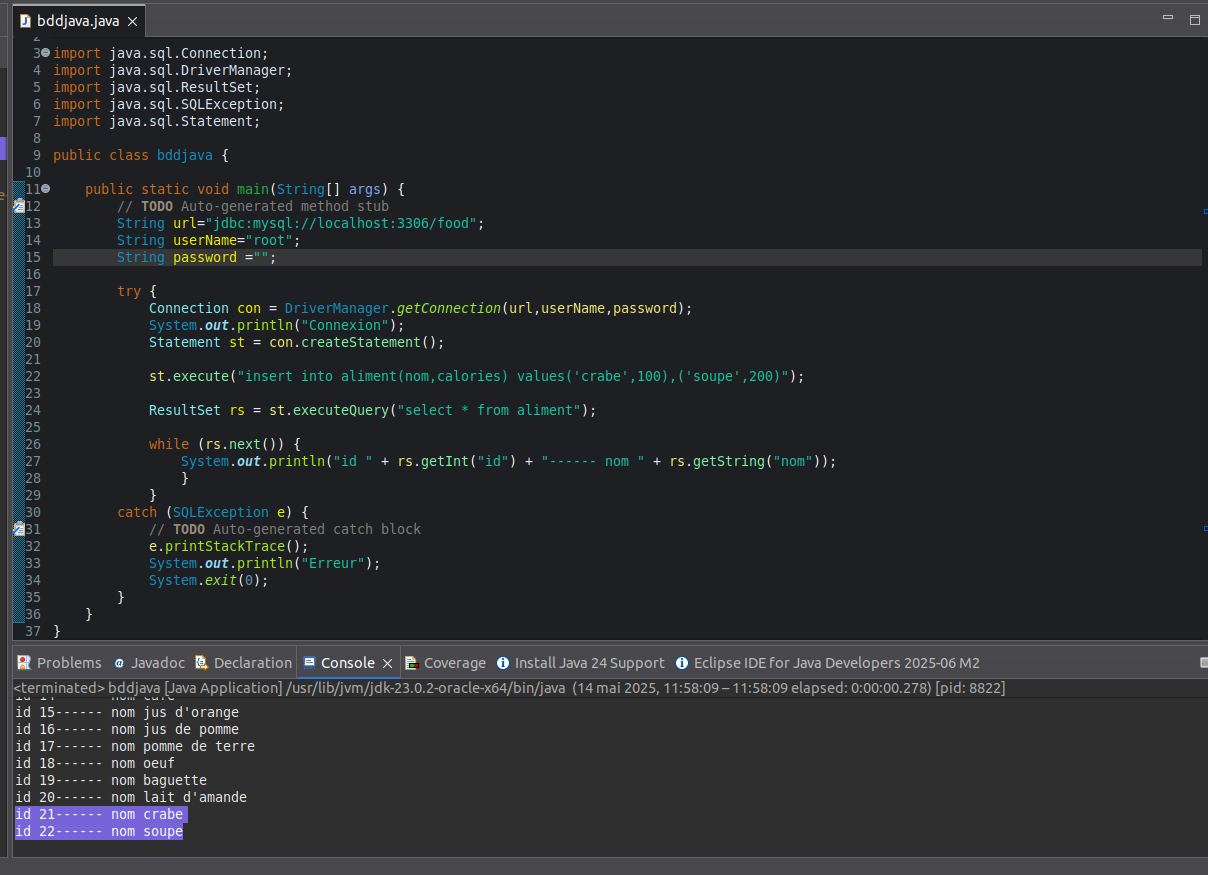 bddjava.java
2
3 import java.sql.Connection;
4 import java.sql.DriverManager;
5 import java.sql.ResultSet;
6 import java.sql.SQLException;
7 import java.sql.Statement;
8
9 public class bddjava {
10
11     public static void main(String[] args) {
12         // TODO Auto-generated method stub
13         String url="jdbc:mysql://localhost:3306/food";
14         String userName="root";
15         String password ="";
16
17         try {
18             Connection con = DriverManager.getConnection(url,userName,password);
19             System.out.println("Connexion");
20             Statement st = con.createStatement();
21
22             st.execute("insert into aliment(nom,calories) values('crabe',100),('soupe',200)");
23
24             ResultSet rs = st.executeQuery("select * from aliment");
25
26             while (rs.next()) {
27                 System.out.println("id " + rs.getInt("id") + "------ nom " + rs.getString("nom"));
28                 }
29             }
30         catch (SQLException e) {
31             // TODO Auto-generated catch block
32             e.printStackTrace();
33             System.out.println("Erreur");
34             System.exit(0);
35         }
36     }
37 }
Problems Javadoc Declaration Console Coverage Install Java 24 Support Eclipse IDE for Java Developers 2025-06 M2
<terminated> bddjava [Java Application] /usr/lib/jvm/jdk-23.0.2-oracle-x64/bin/java (14 mai 2025, 11:58:09 – 11:58:09 elapsed: 0:00:00.278) [pid: 8822]
id 15------ nom jus d'orange
id 16------ nom jus de pomme
id 17------ nom pomme de terre
id 18------ nom oeuf
id 19------ nom baguette
id 20------ nom lait d'amande
id 21------ nom crabe
id 22------ nom soupe